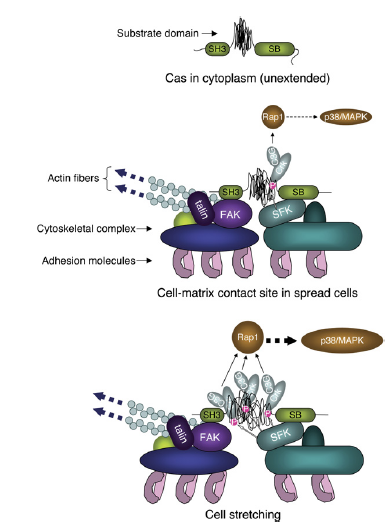 Substrate domain
SH3
SB
Cas in cytoplasm (unextended)
Rap1
p38/MAPK
Actin fibers
SH3
SB
talin
FAK
SFK
Cytoskeletal complex
Adhesion molecules
Cell-matrix contact site in spread cells
Rap1
p38/MAPK
SH3
SB
talin
FAK
SFK
Cell stretching